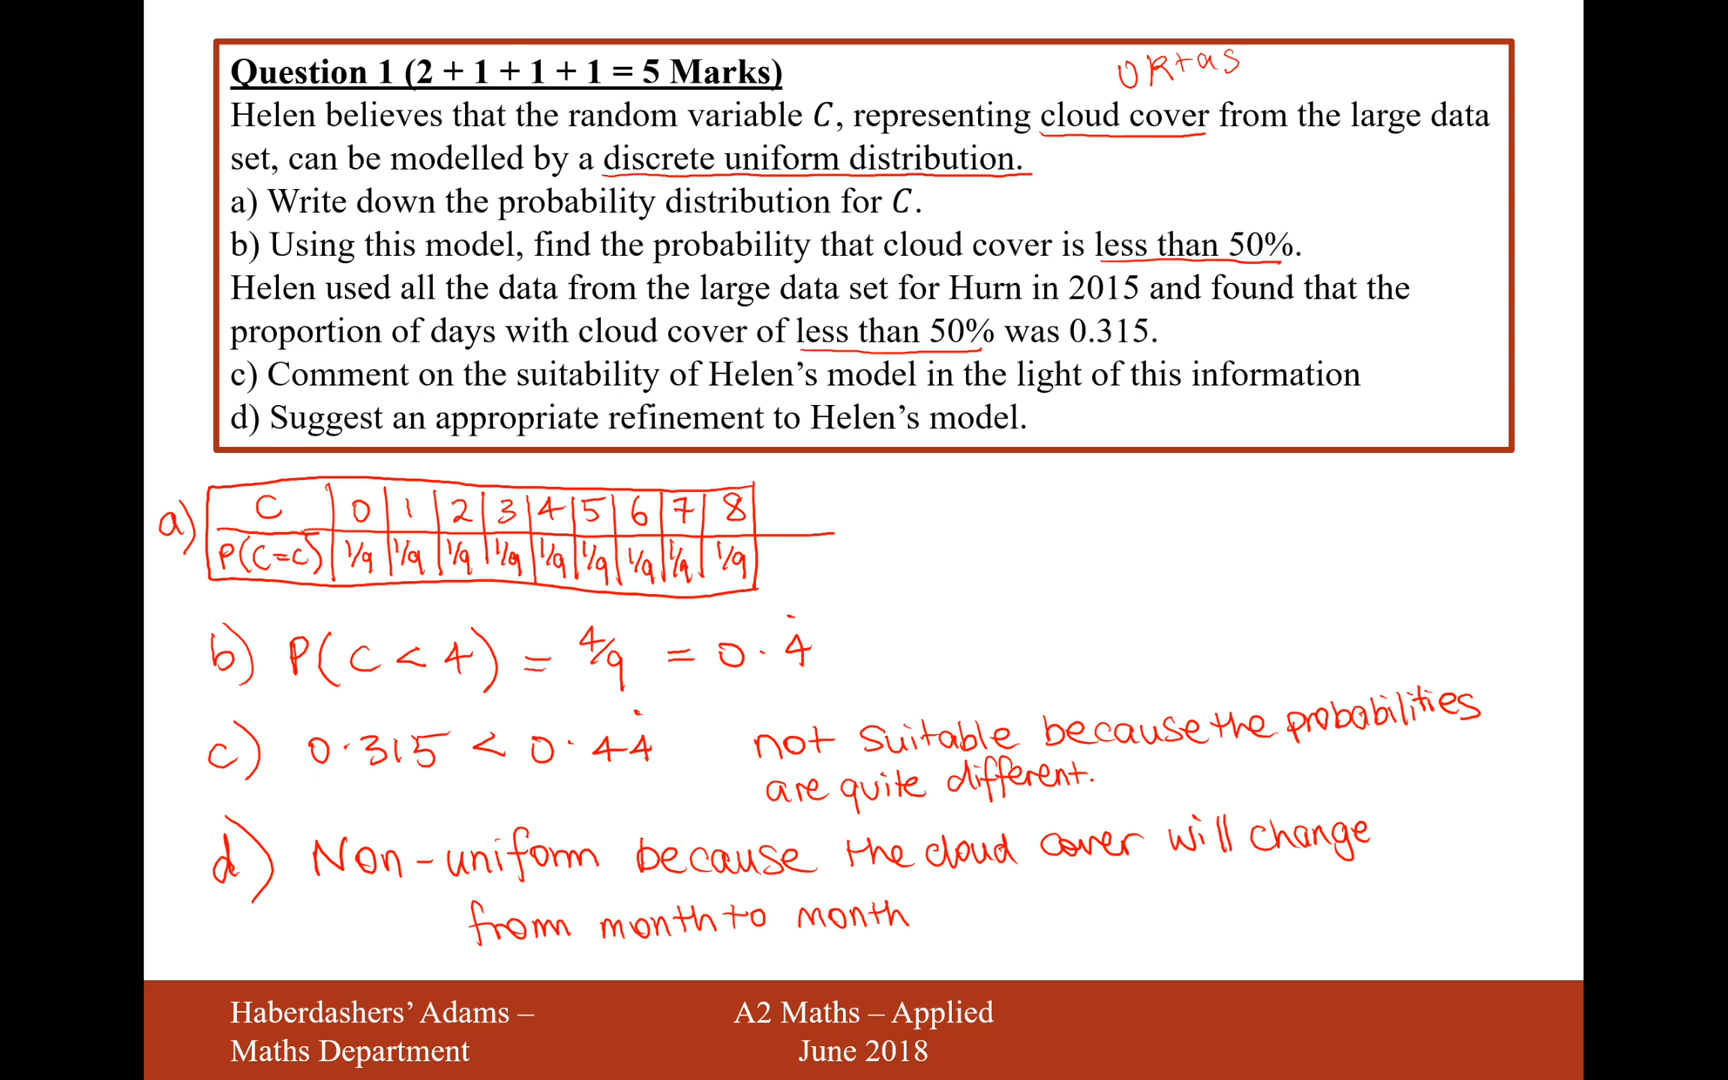 Question 1 (2 + 1 + 1 + 1 = 5 Marks)
oktas
Helen believes that the random variable C, representing cloud cover from the large data
set, can be modelled by a discrete uniform distribution.
a) Write down the probability distribution for C.
b) Using this model, find the probability that cloud cover is less than 50%.
Helen used all the data from the large data set for Hurn in 2015 and found that the
proportion of days with cloud cover of less than 50% was 0.315.
c) Comment on the suitability of Helen’s model in the light of this information
d) Suggest an appropriate refinement to Helen’s model.
a) C 0 1 2 3 4 5 6 7 8
P(C=c) 1/9 1/9 1/9 1/9 1/9 1/9 1/9 1/9 1/9
b) P(C < 4) = 4/9 = 0.4̇
c) 0.315 < 0.44̇ not suitable because the probabilities
are quite different.
d) Non-uniform because the cloud cover will change
from month to month
Haberdashers’ Adams –
Maths Department
A2 Maths – Applied
June 2018